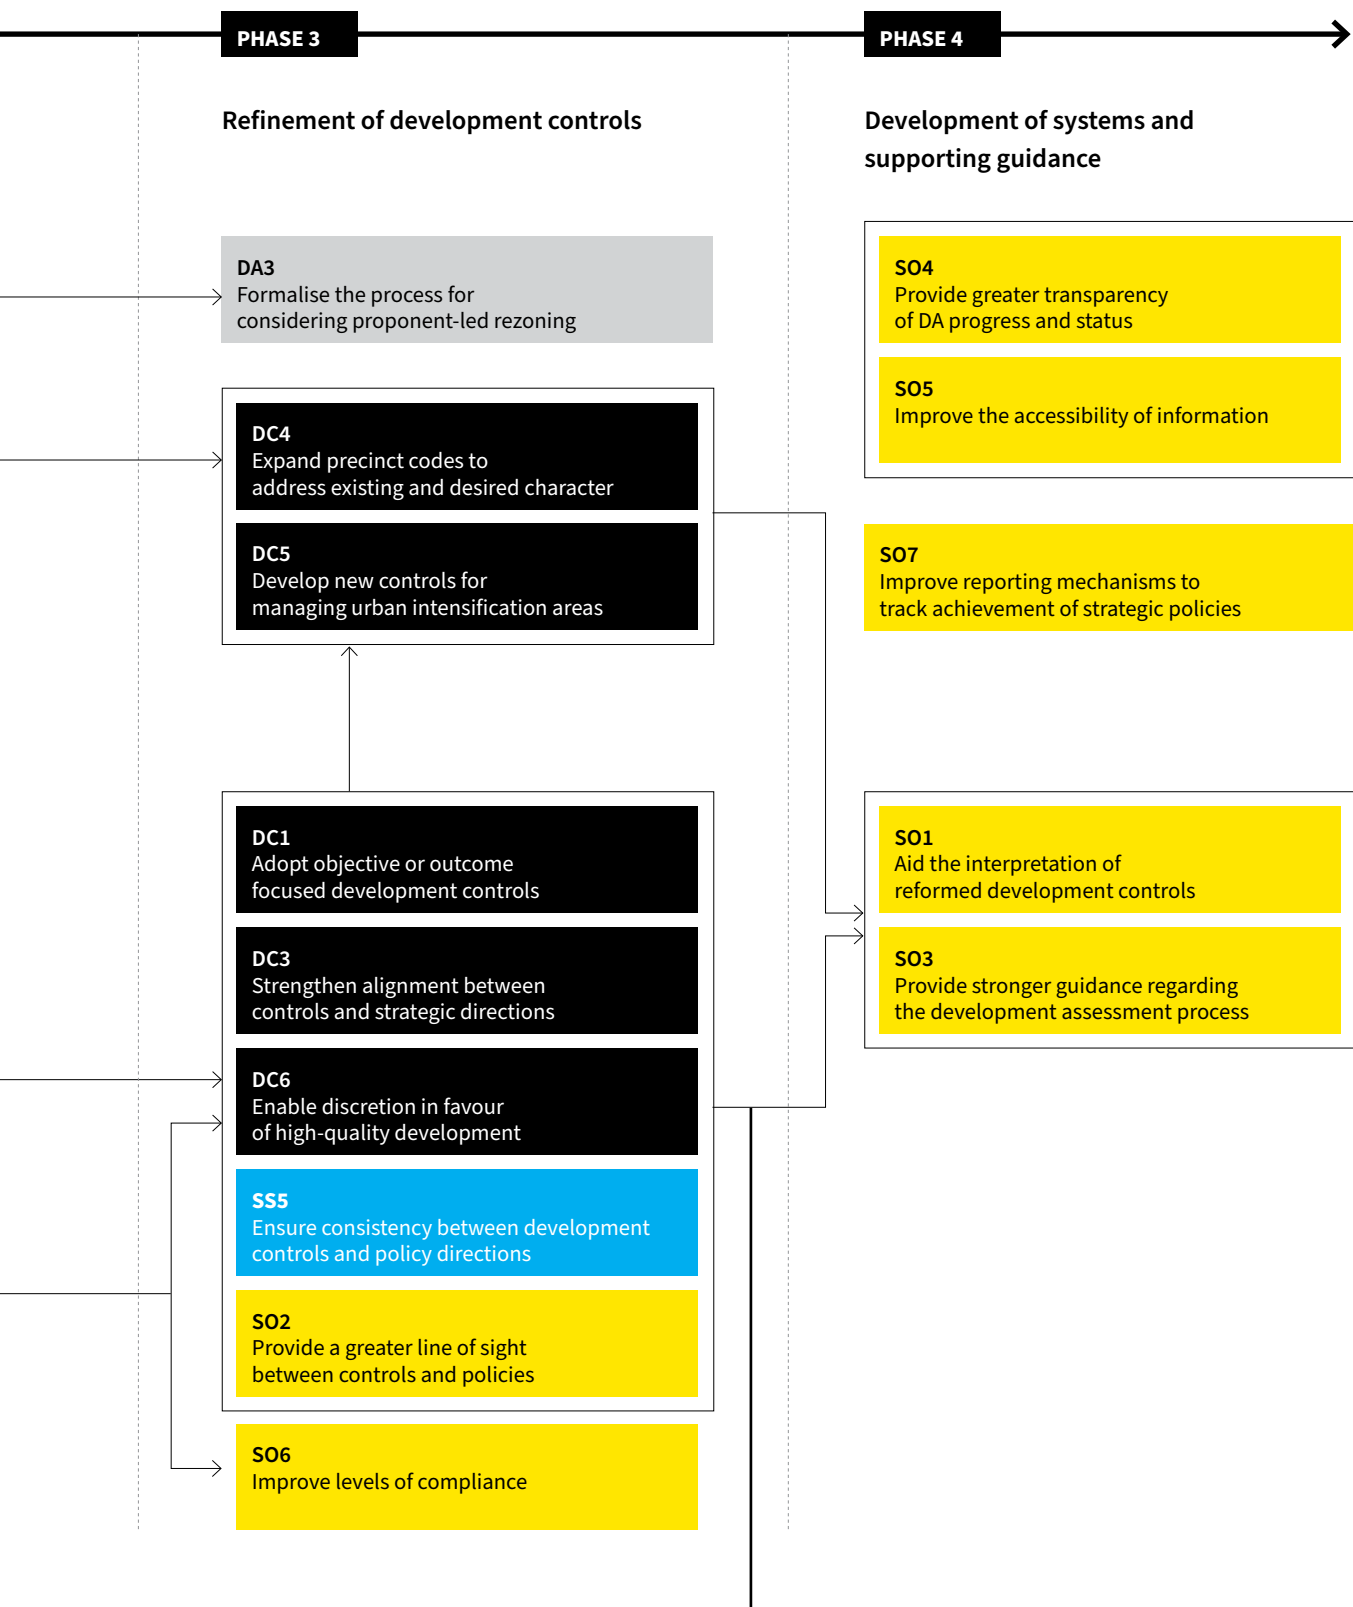 PHASE 3
Refinement of development controls
DA3
Formalise the process for
considering proponent-led rezoning
DC4
Expand precinct codes to
address existing and desired character
DC5
Develop new controls for
managing urban intensification areas
DC1
Adopt objective or outcome
focused development controls
DC3
Strengthen alignment between
controls and strategic directions
DC6
Enable discretion in favour
of high-quality development
SS5
Ensure consistency between development
controls and policy directions
SO2
Provide a greater line of sight
between controls and policies
SO6
Improve levels of compliance
PHASE 4
Development of systems and
supporting guidance
SO4
Provide greater transparency
of DA progress and status
SO5
Improve the accessibility of information
SO7
Improve reporting mechanisms to
track achievement of strategic policies
SO1
Aid the interpretation of
reformed development controls
SO3
Provide stronger guidance regarding
the development assessment process